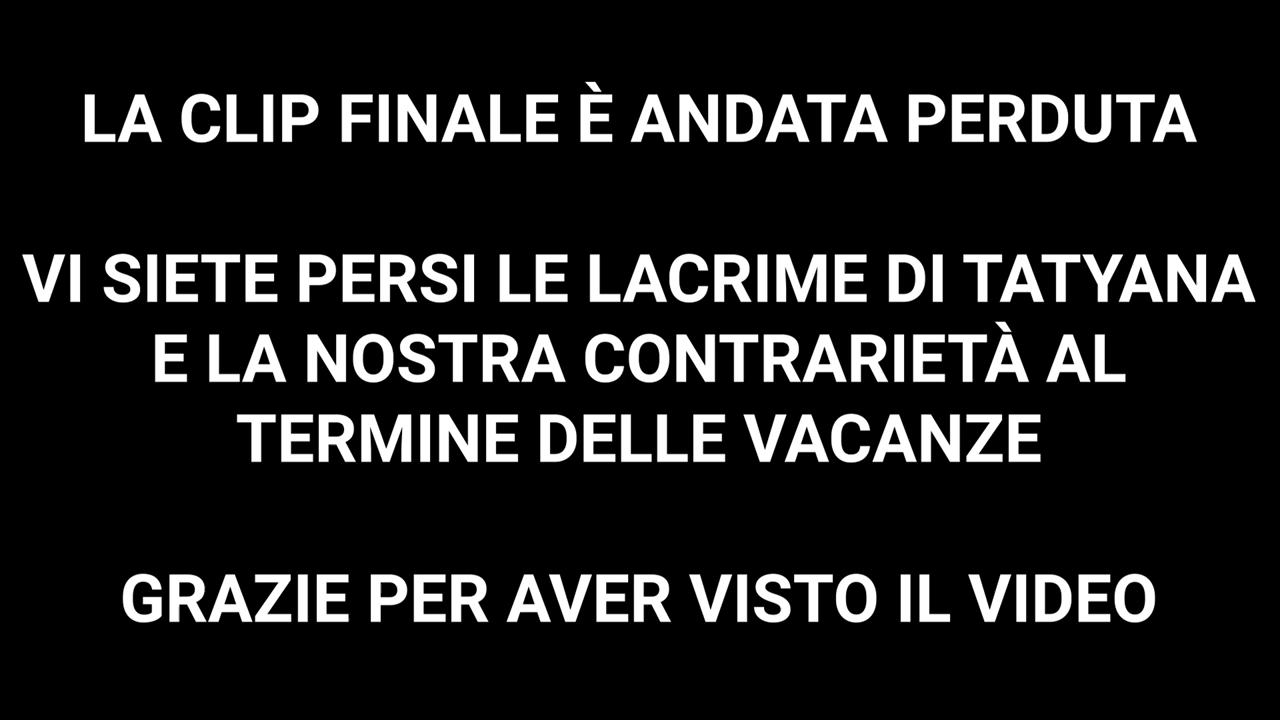 LA CLIP FINALE È ANDATA PERDUTA
VI SIETE PERSI LE LACRIME DI TATYANA
E LA NOSTRA CONTRARIETÀ AL
TERMINE DELLE VACANZE
GRAZIE PER AVER VISTO IL VIDEO